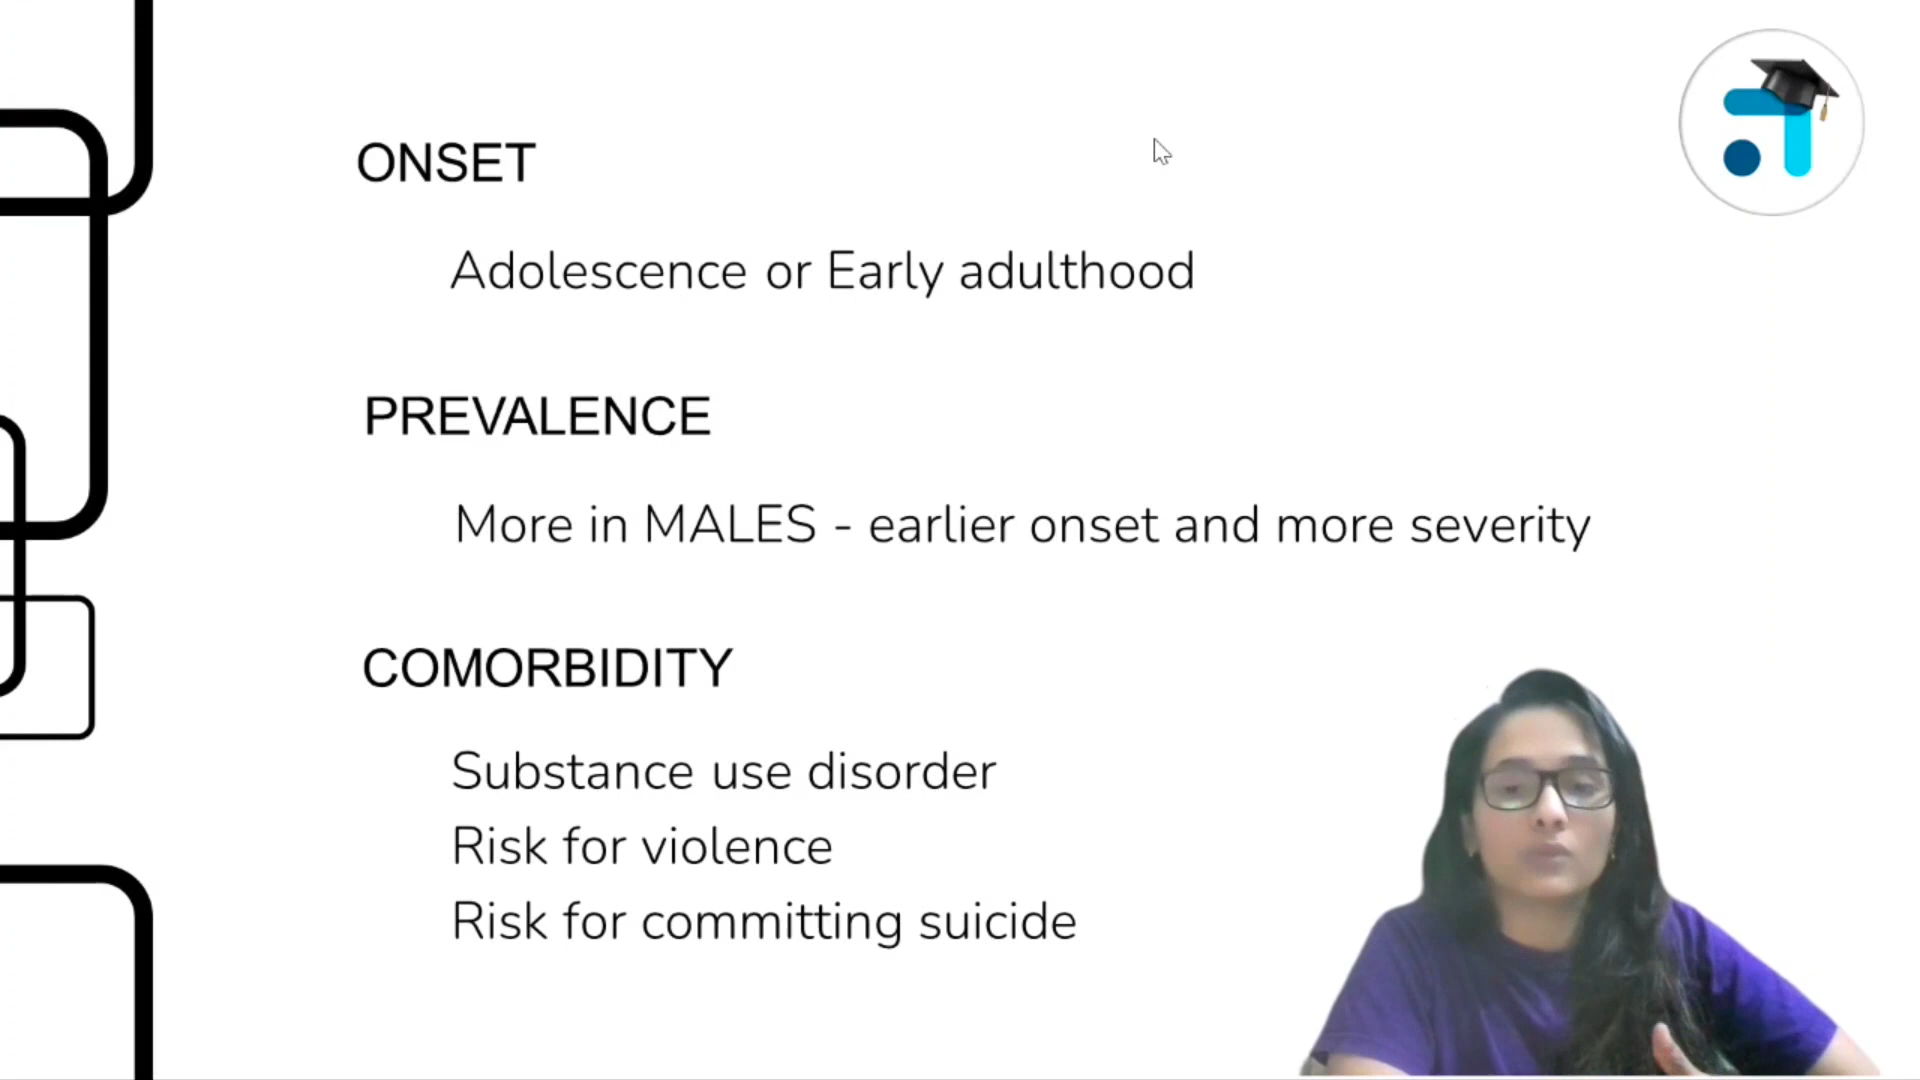 ONSET
Adolescence or Early adulthood
PREVALENCE
More in MALES - earlier onset and more severity
COMORBIDITY
Substance use disorder
Risk for violence
Risk for committing suicide